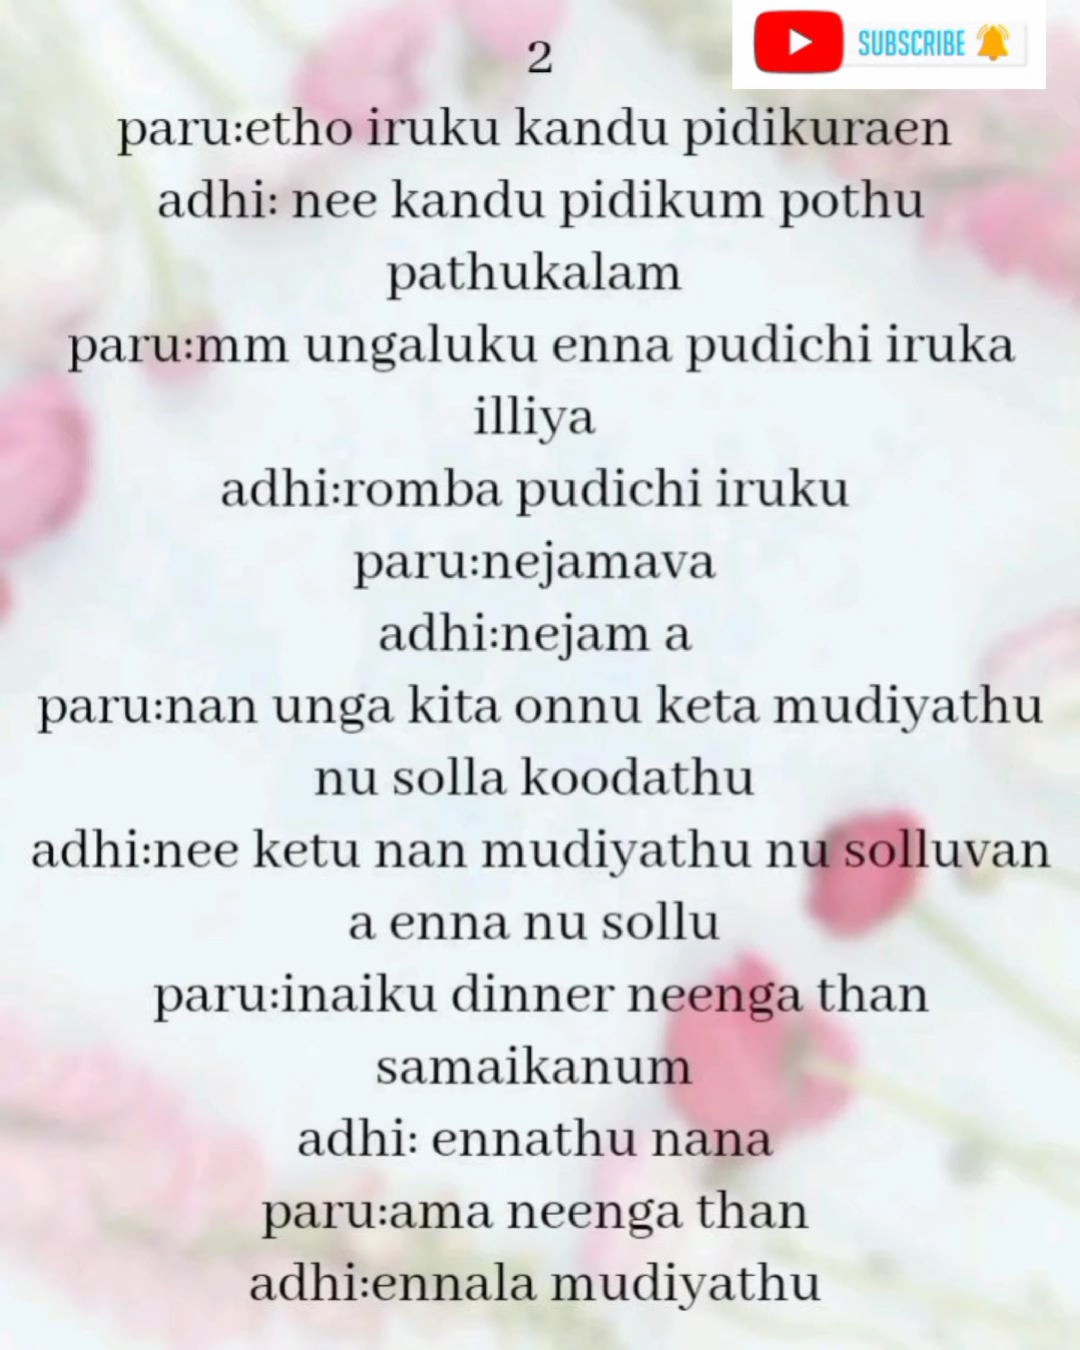 SUBSCRIBE
2
paru:etho iruku kandu pidikuraen
adhi: nee kandu pidikum pothu
pathukalam
paru:mm ungaluku enna pudichi iruka
illiya
adhi:romba pudichi iruku
paru:nejamava
adhi:nejam a
paru:nan unga kita onnu keta mudiyathu
nu solla koodathu
adhi:nee ketu nan mudiyathu nu solluvan
a enna nu sollu
paru:inaiku dinner neenga than
samaikanum
adhi: ennathu nana
paru:ama neenga than
adhi:ennala mudiyathu